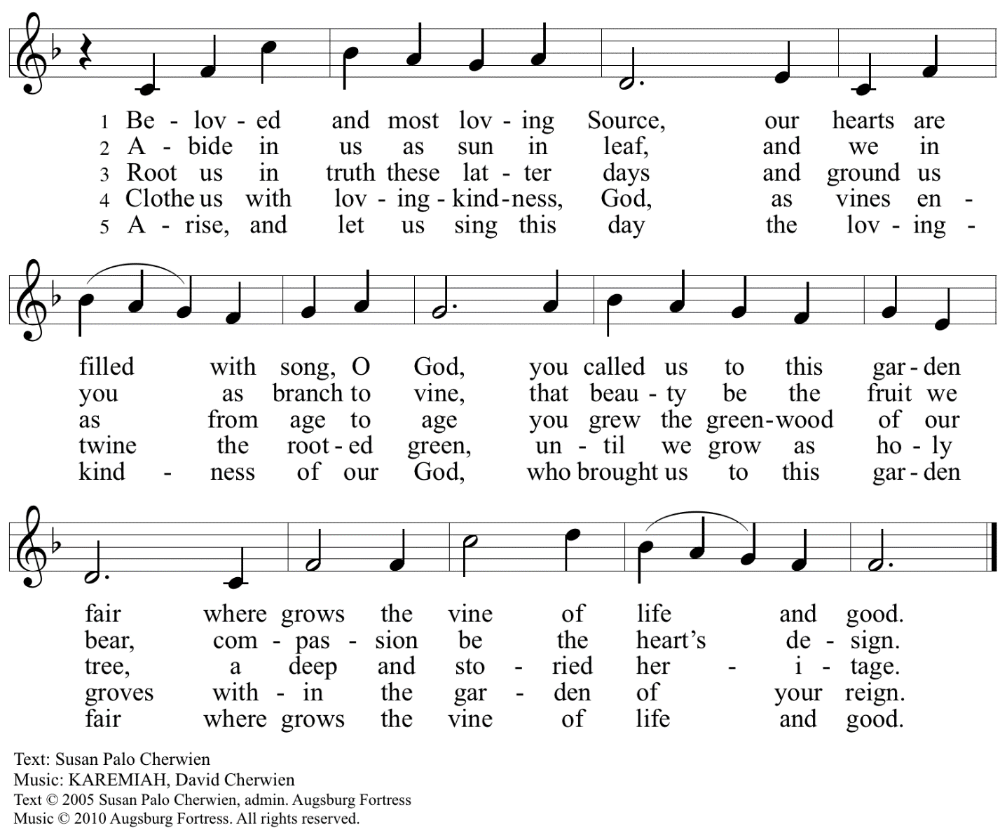 1 Be - lov - ed and most lov - ing Source, our hearts are
2 A - bide in us as sun in leaf, and we in
3 Root us in truth these lat - ter days and ground us
4 Clothe us with lov - ing - kind - ness, God, as vines en -
5 A - rise, and let us sing this day the lov - ing -
filled with song, O God, you called us to this gar - den
you as branch to vine, that beau - ty be the fruit we
as from age to age you grew the green - wood of our
twine the root - ed green, un - til we grow as ho - ly
kind - ness of our God, who brought us to this gar - den
fair where grows the vine of life and good.
bear, com - pas - sion be the heart's de - sign.
tree, a deep and sto - ried her - i - tage.
groves with - in the gar - den of your reign.
fair where grows the vine of life and good.
Text: Susan Palo Cherwien
Music: KAREMIAH, David Cherwien
Text © 2005 Susan Palo Cherwien, admin. Augsburg Fortress
Music © 2010 Augsburg Fortress. All rights reserved.